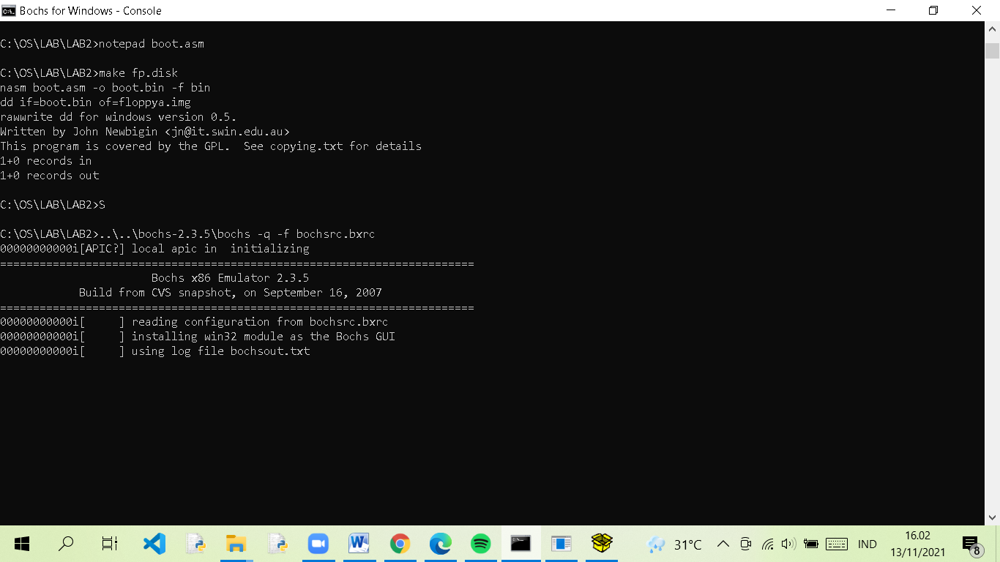 Bochs for Windows - Console
C:\OS\LAB\LAB2>notepad boot.asm
C:\OS\LAB\LAB2>make fp.disk
nasm boot.asm -o boot.bin -f bin
dd if=boot.bin of=floppya.img
rawwrite dd for windows version 0.5.
Written by John Newbigin <jn@it.swin.edu.au>
This program is covered by the GPL.  See copying.txt for details
1+0 records in
1+0 records out
C:\OS\LAB\LAB2>S
C:\OS\LAB\LAB2>..\..\bochs-2.3.5\bochs -q -f bochsrc.bxrc
00000000000i[APIC?] local apic in  initializing
========================================================================
Bochs x86 Emulator 2.3.5
Build from CVS snapshot, on September 16, 2007
========================================================================
00000000000i[     ] reading configuration from bochsrc.bxrc
00000000000i[     ] installing win32 module as the Bochs GUI
00000000000i[     ] using log file bochsout.txt
31°C IND 16.02
13/11/2021
8